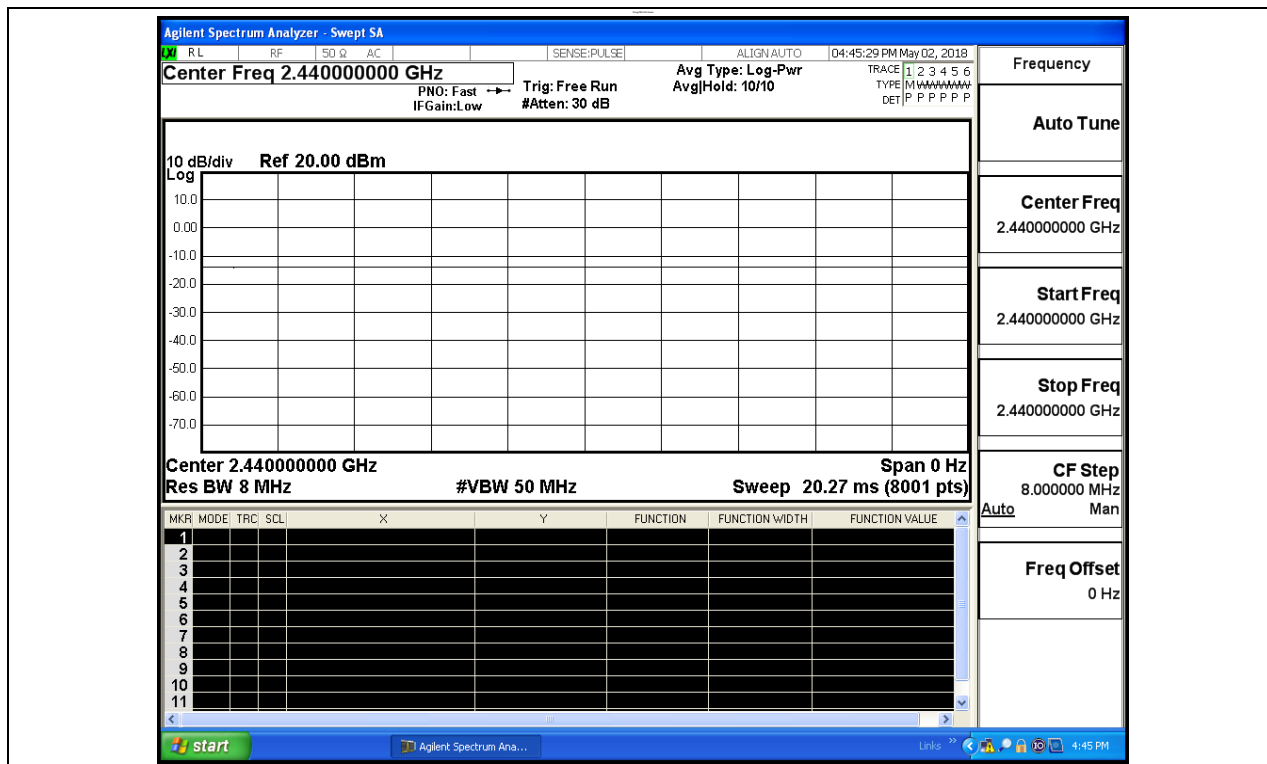 Agilent Spectrum Analyzer - Swept SA
LXI RL RF 50 Ω AC SENSE:PULSE ALIGN AUTO 04:45:29 PM May 02, 2018
Center Freq 2.440000000 GHz
PNO: Fast
IFGain:Low
Trig: Free Run
#Atten: 30 dB
Avg Type: Log-Pwr
Avg|Hold: 10/10
TRACE 1 2 3 4 5 6
TYPE M WWWWW
DET P P P P P P
10 dB/div Ref 20.00 dBm
Log
10.0
0.00
-10.0
-20.0
-30.0
-40.0
-50.0
-60.0
-70.0
Center 2.440000000 GHz Span 0 Hz
Res BW 8 MHz #VBW 50 MHz Sweep 20.27 ms (8001 pts)
MKR MODE TRC SCL X Y FUNCTION FUNCTION WIDTH FUNCTION VALUE
1
2
3
4
5
6
7
8
9
10
11
Frequency
Auto Tune
Center Freq
2.440000000 GHz
Start Freq
2.440000000 GHz
Stop Freq
2.440000000 GHz
CF Step
8.000000 MHz
Auto Man
Freq Offset
0 Hz
start Agilent Spectrum Ana... Links » 4:45 PM